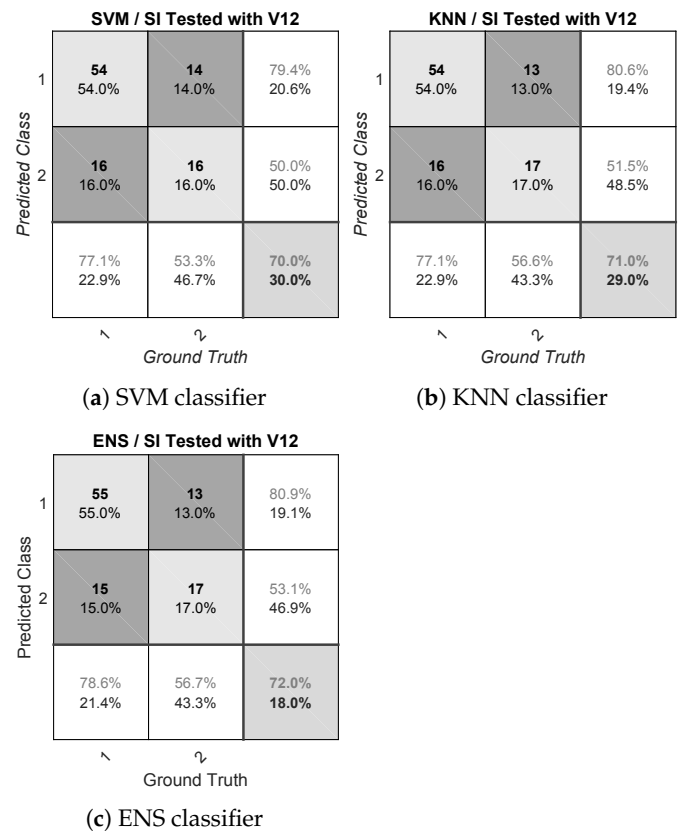 SVM / SI Tested with V12
54 14 79.4%
1
54.0% 14.0% 20.6%
16 16 50.0%
2
16.0% 16.0% 50.0%
77.1% 53.3% 70.0%
22.9% 46.7% 30.0%
1 2
Predicted Class
Ground Truth
(a) SVM classifier
KNN / SI Tested with V12
54 13 80.6%
1
54.0% 13.0% 19.4%
16 17 51.5%
2
16.0% 17.0% 48.5%
77.1% 56.6% 71.0%
22.9% 43.3% 29.0%
1 2
Predicted Class
Ground Truth
(b) KNN classifier
ENS / SI Tested with V12
55 13 80.9%
1
55.0% 13.0% 19.1%
15 17 53.1%
2
15.0% 17.0% 46.9%
78.6% 56.7% 72.0%
21.4% 43.3% 18.0%
1 2
Predicted Class
Ground Truth
(c) ENS classifier